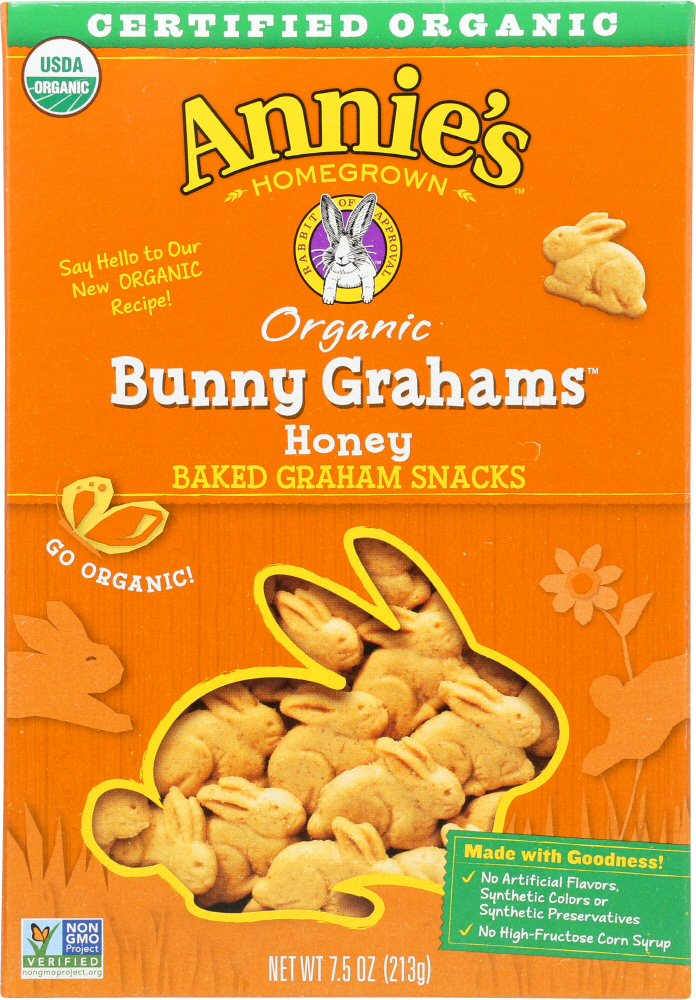 CERTIFIED ORGANIC
USDA
ORGANIC
Annie's™
HOMEGROWN
RABBIT OF APPROVAL
Say Hello to Our
New ORGANIC
Recipe!
Organic
Bunny Grahams™
Honey
BAKED GRAHAM SNACKS
GO ORGANIC!
Made with Goodness!
✓ No Artificial Flavors,
Synthetic Colors or
Synthetic Preservatives
✓ No High-Fructose Corn Syrup
NON
GMO
Project
VERIFIED
nongmoproject.org
NET WT 7.5 OZ (213g)